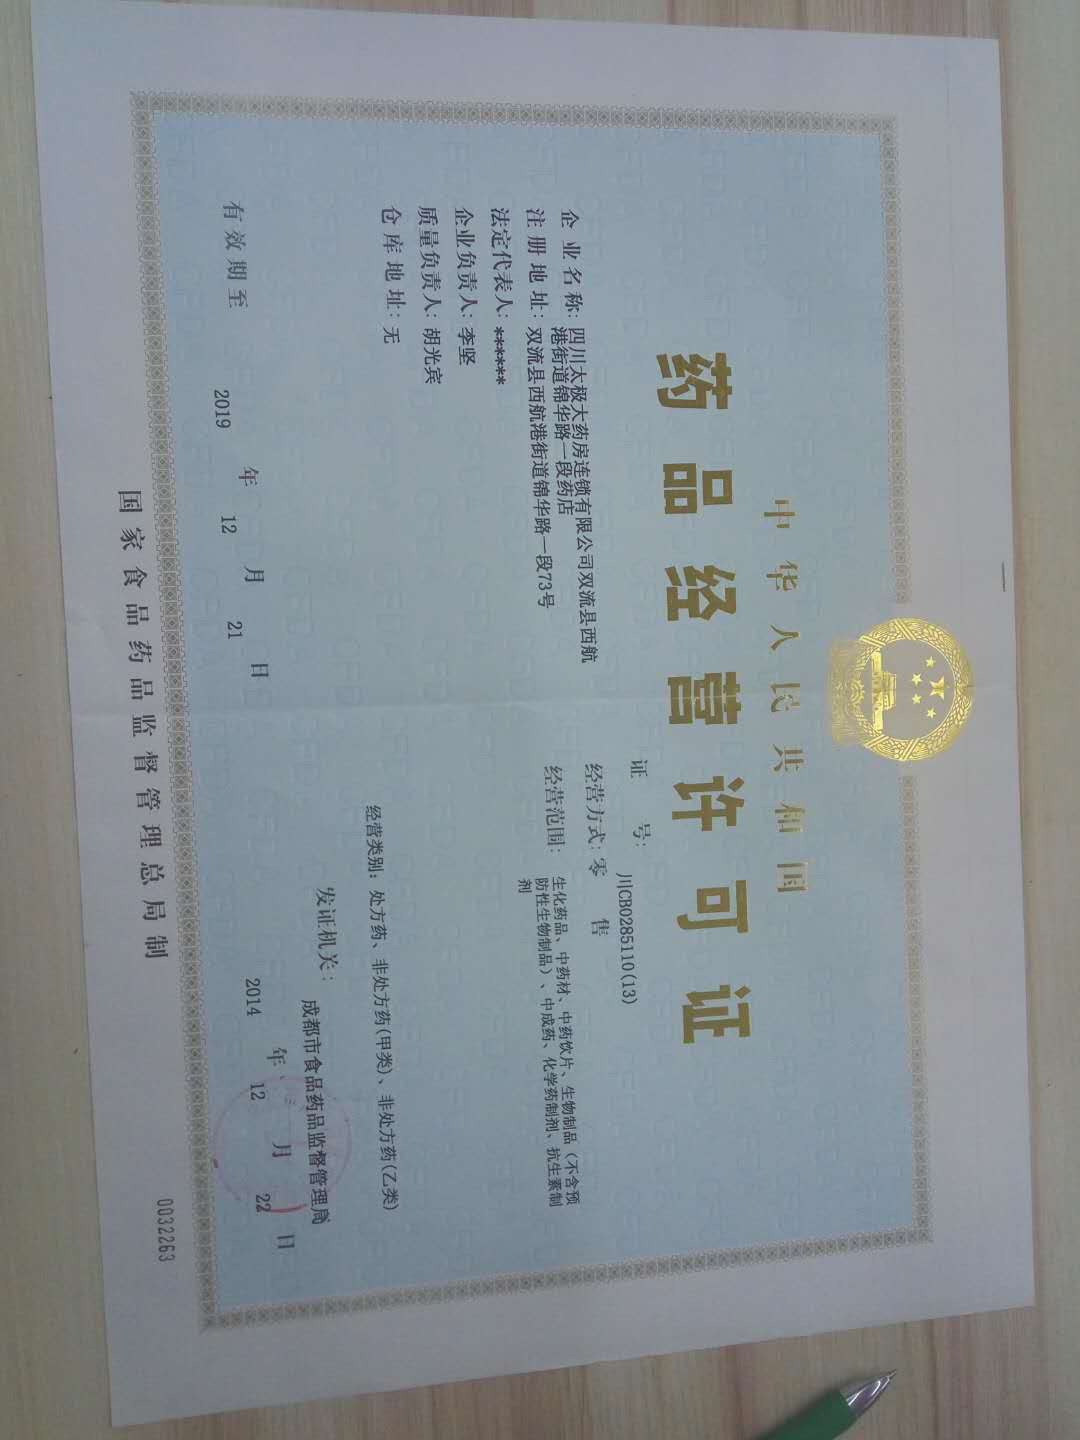 中华人民共和国
药品经营许可证
企业名称: 四川太极大药房连锁有限公司双流县西航
港街道锦华路一段药店
注册地址: 双流县西航港街道锦华路一段73号
法定代表人: ******
企业负责人: 李坚
质量负责人: 胡光宾
仓库地址: 无
证 号: 川CB0285110(13)
经营方式: 零 售
经营范围: 生化药品、中药材、中药饮片、生物制品（不含预
防性生物制品）、中成药、化学药制剂、抗生素制
剂
经营类别: 处方药、非处方药(甲类)、非处方药(乙类)
发证机关: 成都市食品药品监督管理局
有效期至 2019 年 12 月 21 日
2014 年 12 月 22 日
国家食品药品监督管理总局制
0032263